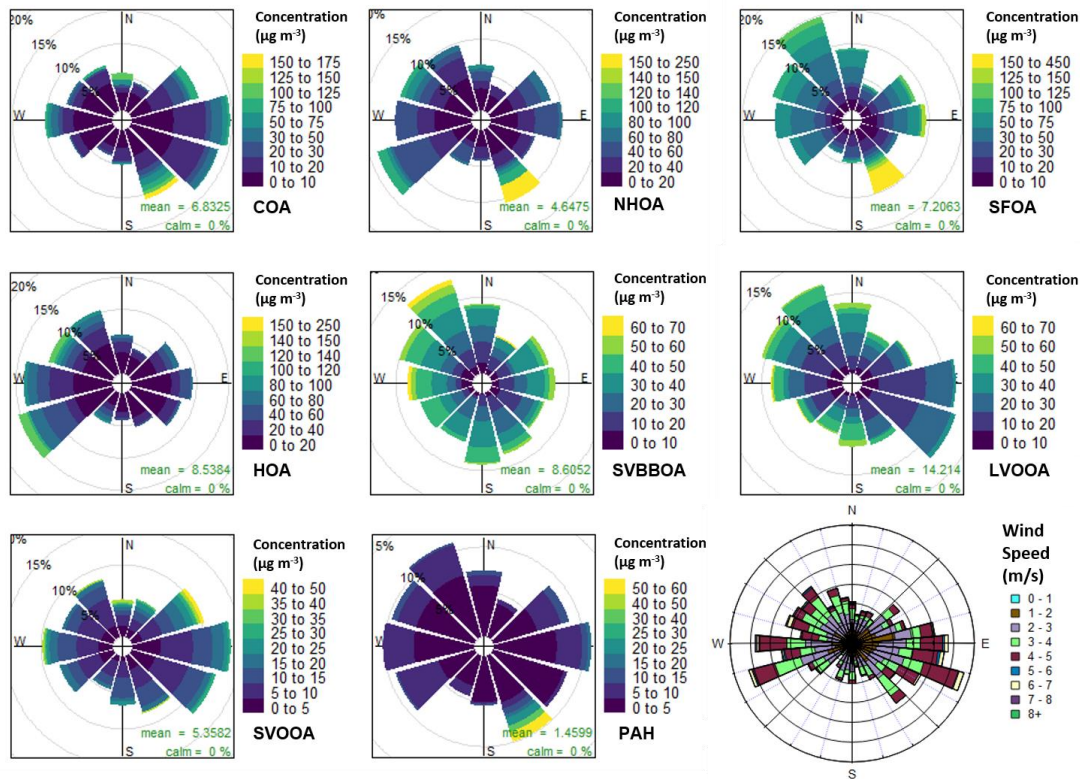 20%
15%
10%
5%
N
W
S
mean = 6.8325
calm = 0 %
Concentration
(µg m-3)
150 to 175
125 to 150
100 to 125
75 to 100
50 to 75
30 to 50
20 to 30
10 to 20
0 to 10
COA
0%
15%
10%
5%
N
W
E
S
mean = 4.6475
calm = 0 %
Concentration
(µg m-3)
150 to 250
140 to 150
120 to 140
100 to 120
80 to 100
60 to 80
40 to 60
20 to 40
0 to 20
NHOA
20%
15%
10%
5%
N
W
E
S
mean = 7.2063
calm = 0 %
Concentration
(µg m-3)
150 to 450
125 to 150
100 to 125
75 to 100
50 to 75
30 to 50
20 to 30
10 to 20
0 to 10
SFOA
20%
15%
10%
5%
N
W
E
S
mean = 8.5384
calm = 0 %
Concentration
(µg m-3)
150 to 250
140 to 150
120 to 140
100 to 120
80 to 100
60 to 80
40 to 60
20 to 40
0 to 20
HOA
15%
10%
5%
N
W
E
S
mean = 8.6052
calm = 0 %
Concentration
(µg m-3)
60 to 70
50 to 60
40 to 50
30 to 40
20 to 30
10 to 20
0 to 10
SVBBOA
15%
10%
5%
N
W
E
S
mean = 14.214
calm = 0 %
Concentration
(µg m-3)
60 to 70
50 to 60
40 to 50
30 to 40
20 to 30
10 to 20
0 to 10
LVOOA
0%
15%
10%
5%
N
W
S
mean = 5.3582
calm = 0 %
Concentration
(µg m-3)
40 to 50
35 to 40
30 to 35
25 to 30
20 to 25
15 to 20
10 to 15
5 to 10
0 to 5
SVOOA
5%
10%
N
W
E
S
mean = 1.4599
calm = 0 %
Concentration
(µg m-3)
50 to 60
40 to 50
30 to 40
25 to 30
20 to 25
15 to 20
10 to 15
5 to 10
0 to 5
PAH
N
W
E
S
Wind
Speed
(m/s)
0 - 1
1 - 2
2 - 3
3 - 4
4 - 5
5 - 6
6 - 7
7 - 8
8+